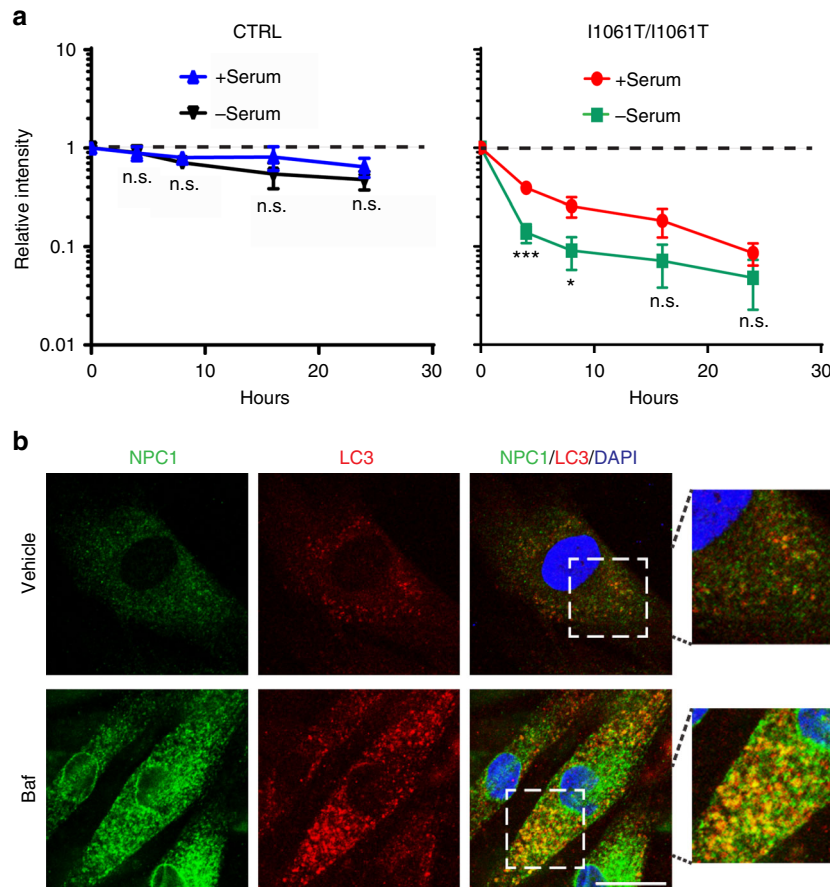 a
CTRL
I1061T/I1061T
10
1
0.1
0.01
Relative intensity
+Serum
–Serum
n.s.
n.s.
n.s.
n.s.
0
10
20
30
Hours
+Serum
–Serum
***
*
n.s.
n.s.
0
10
20
30
Hours
b
NPC1
LC3
NPC1/LC3/DAPI
Vehicle
Baf